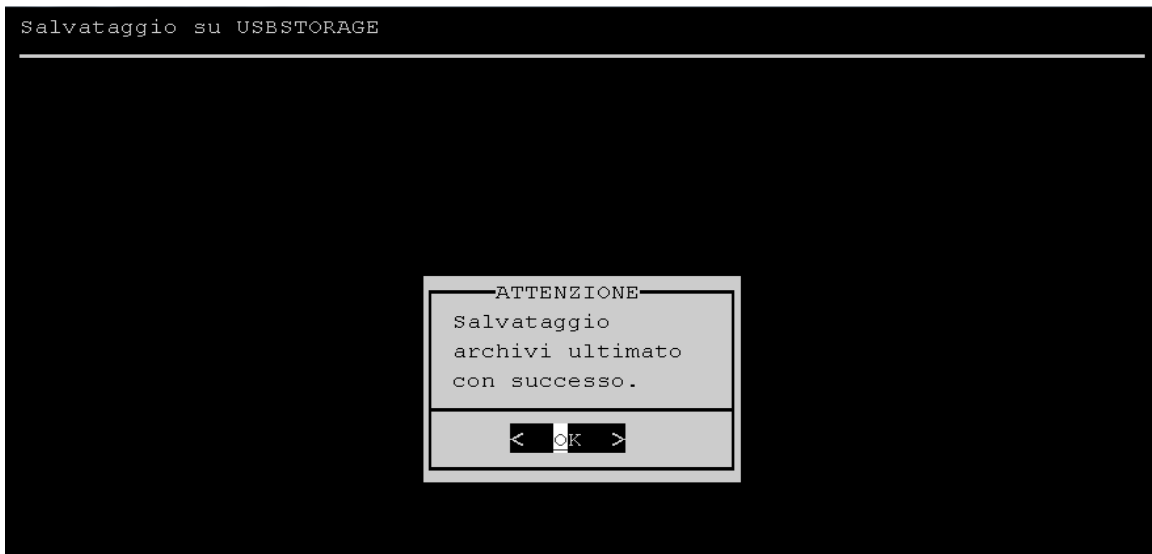 Salvataggio su USBSTORAGE
ATTENZIONE
Salvataggio
archivi ultimato
con successo.
< OK >